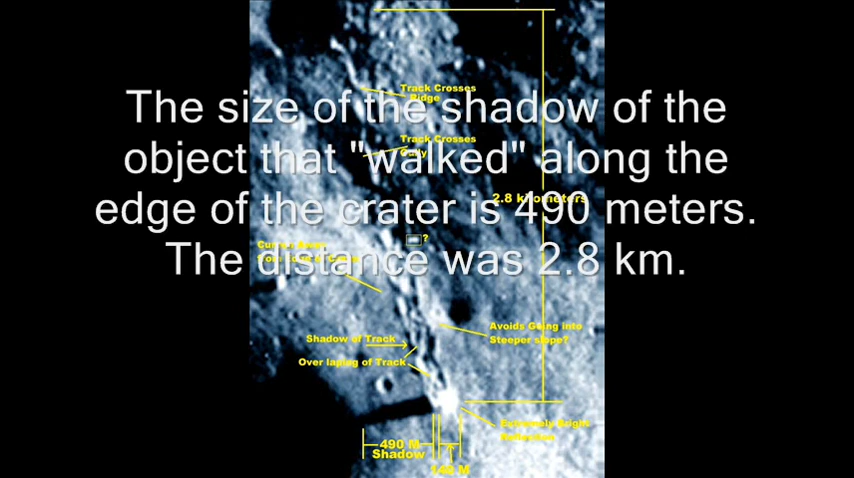 The size of the shadow of the
object that "walked" along the
edge of the crater is 490 meters.
The distance was 2.8 km.
Track Crosses
Ridge
Track Crosses
2.8 kilometers
?
Avoids Going into
Steeper slope?
Shadow of Track
Over laping of Track
Extremely Bright
Reflection
490 M
Shadow